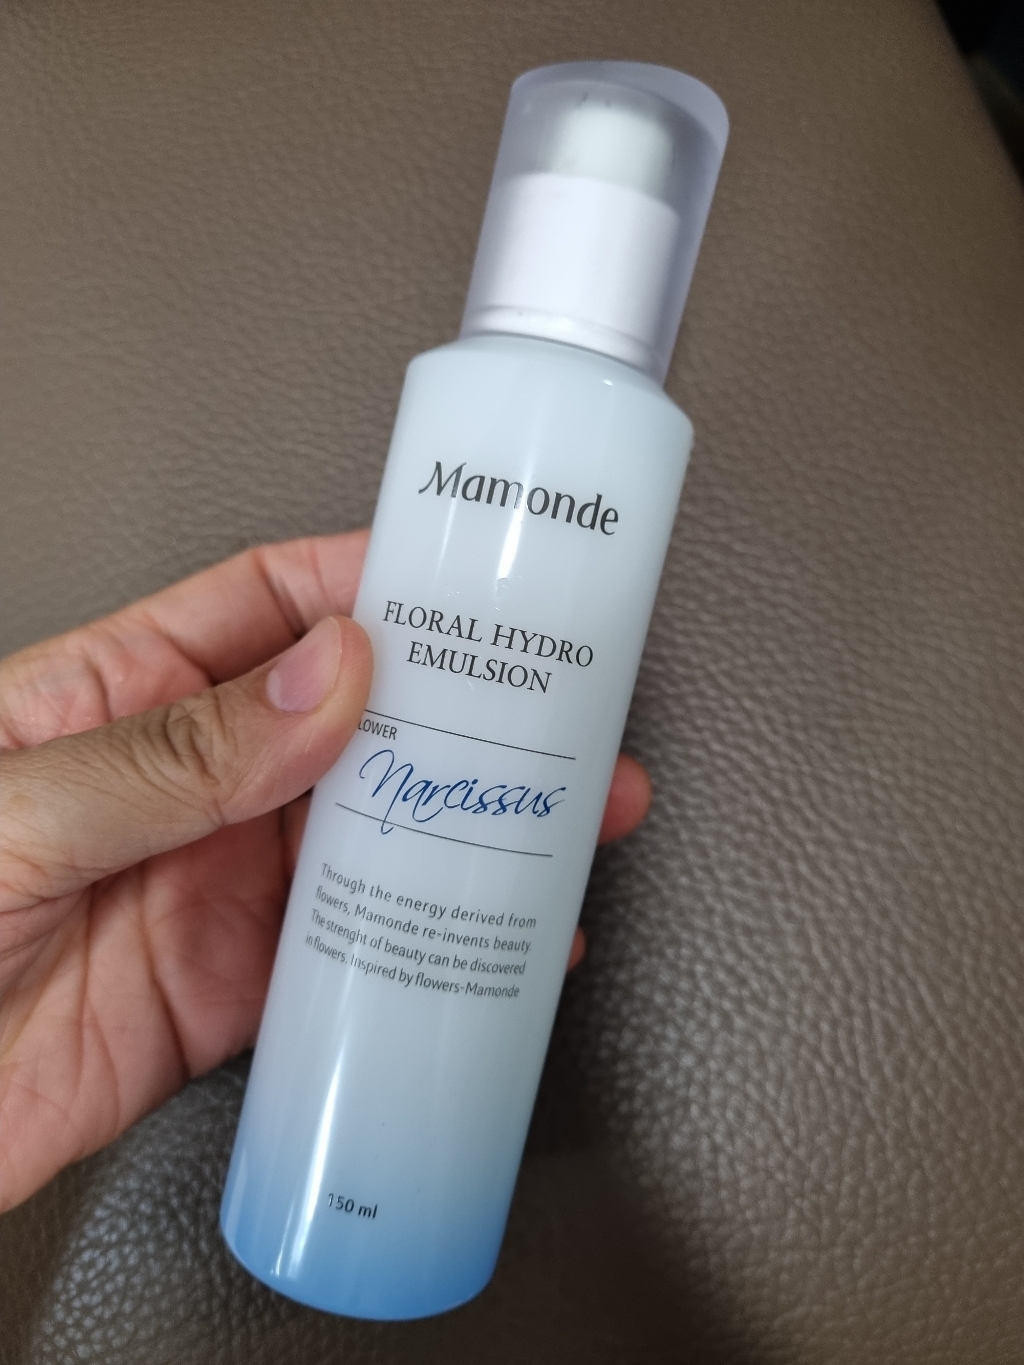 Mamonde
FLORAL HYDRO
EMULSION
LOWER
Narcissus
Through the energy derived from
flowers, Mamonde re-invents beauty.
The strenght of beauty can be discovered
in flowers. Inspired by flowers-Mamonde
150 ml